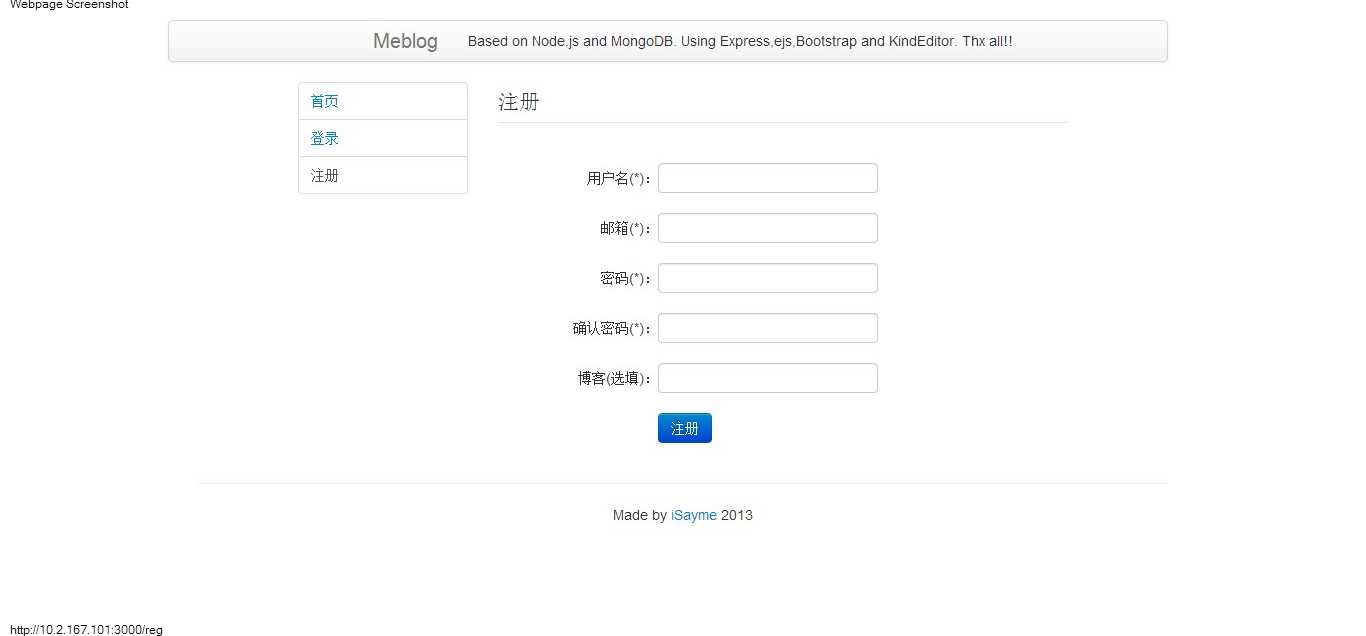 Webpage Screenshot
Meblog Based on Node.js and MongoDB. Using Express,ejs,Bootstrap and KindEditor. Thx all!!
首页
登录
注册
注册
用户名(*)：
邮箱(*)：
密码(*)：
确认密码(*)：
博客(选填)：
注册
Made by iSayme 2013
http://10.2.167.101:3000/reg